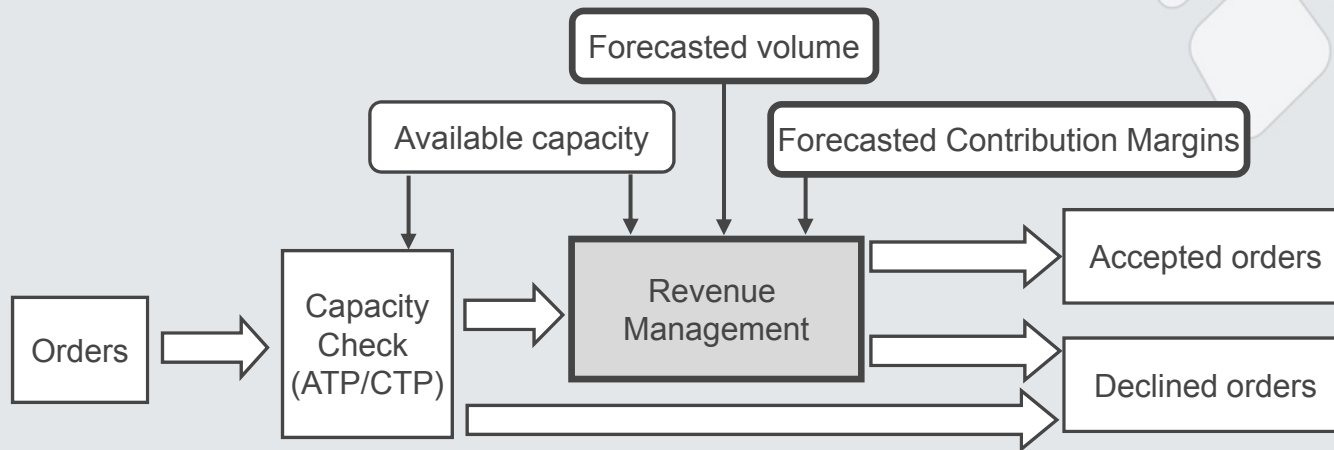 Forecasted volume
Available capacity
Forecasted Contribution Margins
Orders
Capacity
Check
(ATP/CTP)
Revenue
Management
Accepted orders
Declined orders